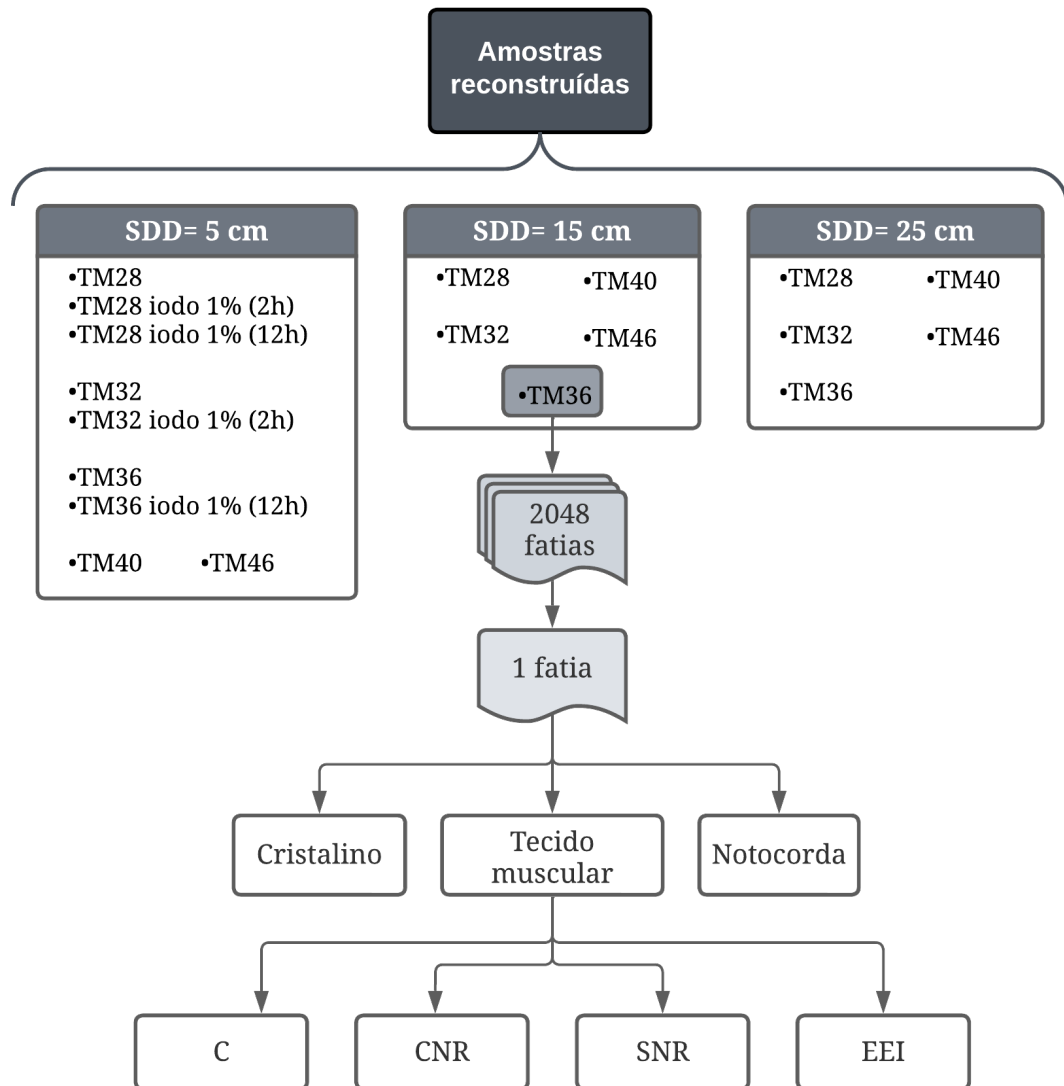 Amostras
reconstruídas
SDD= 5 cm
•TM28
•TM28 iodo 1% (2h)
•TM28 iodo 1% (12h)
•TM32
•TM32 iodo 1% (2h)
•TM36
•TM36 iodo 1% (12h)
•TM40 •TM46
SDD= 15 cm
•TM28 •TM40
•TM32 •TM46
•TM36
SDD= 25 cm
•TM28 •TM40
•TM32 •TM46
•TM36
2048
fatias
1 fatia
Cristalino
Tecido
muscular
Notocorda
C
CNR
SNR
EEI